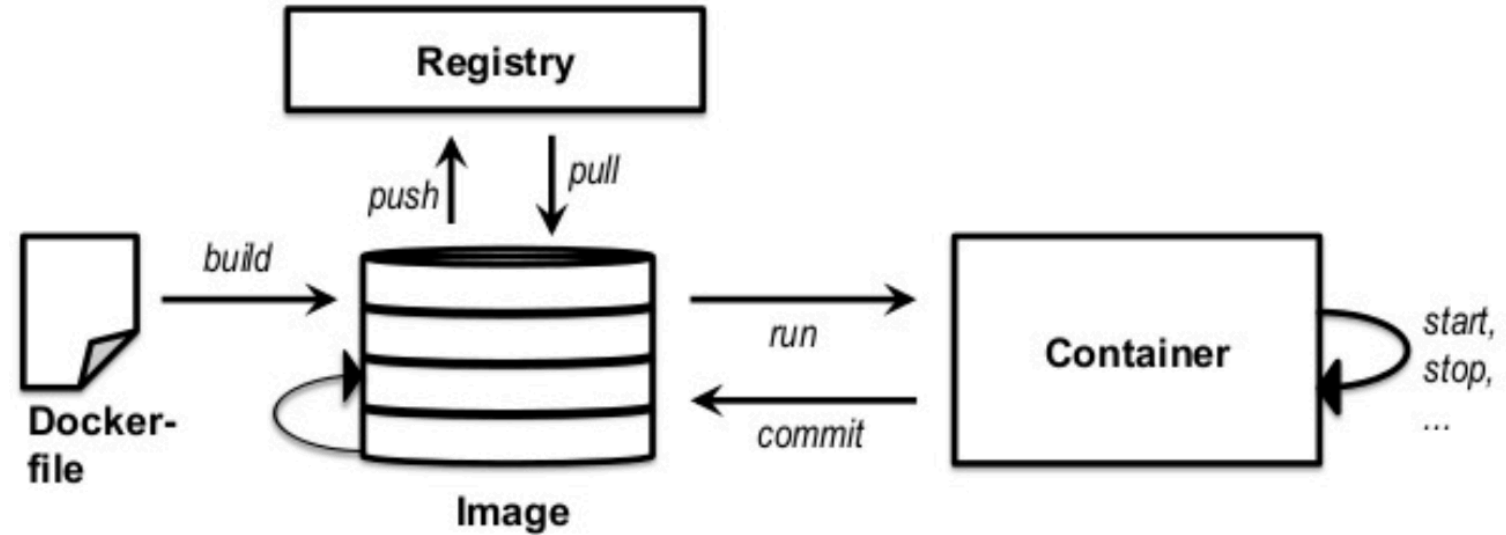 Registry
push
pull
build
Docker-
file
Image
run
commit
Container
start,
stop,
...